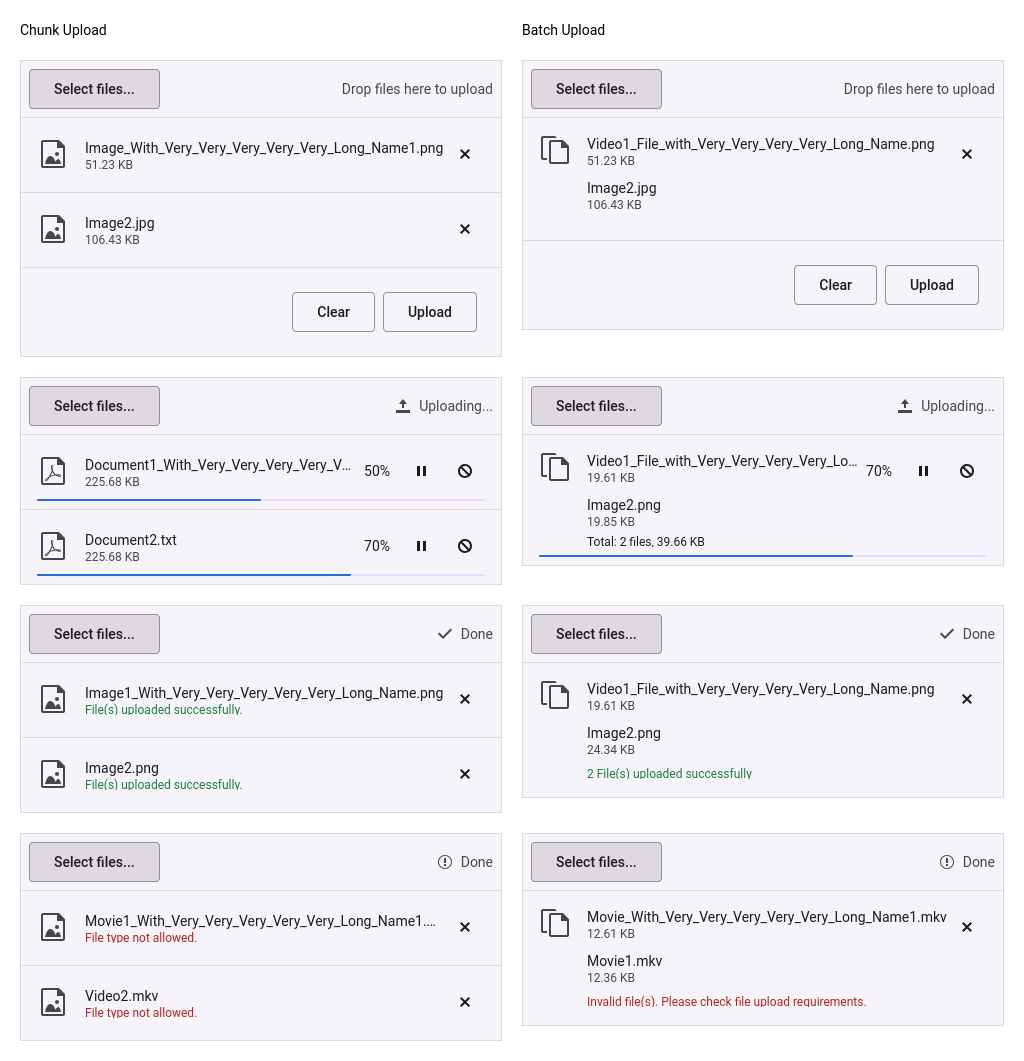 Chunk Upload
Select files...
Drop files here to upload
Image_With_Very_Very_Very_Very_Very_Long_Name1.png
51.23 KB
Image2.jpg
106.43 KB
Clear
Upload
Select files...
Uploading...
Document1_With_Very_Very_Very_Very_V...
50%
225.68 KB
Document2.txt
70%
225.68 KB
Select files...
Done
Image1_With_Very_Very_Very_Very_Very_Long_Name.png
File(s) uploaded successfully.
Image2.png
File(s) uploaded successfully.
Select files...
Done
Movie1_With_Very_Very_Very_Very_Very_Long_Name1....
File type not allowed.
Video2.mkv
File type not allowed.
Batch Upload
Select files...
Drop files here to upload
Video1_File_with_Very_Very_Very_Very_Long_Name.png
51.23 KB
Image2.jpg
106.43 KB
Clear
Upload
Select files...
Uploading...
Video1_File_with_Very_Very_Very_Very_Lo...
70%
19.61 KB
Image2.png
19.85 KB
Total: 2 files, 39.66 KB
Select files...
Done
Video1_File_with_Very_Very_Very_Very_Long_Name.png
19.61 KB
Image2.png
24.34 KB
2 File(s) uploaded successfully
Select files...
Done
Movie_With_Very_Very_Very_Very_Very_Long_Name1.mkv
12.61 KB
Movie1.mkv
12.36 KB
Invalid file(s). Please check file upload requirements.